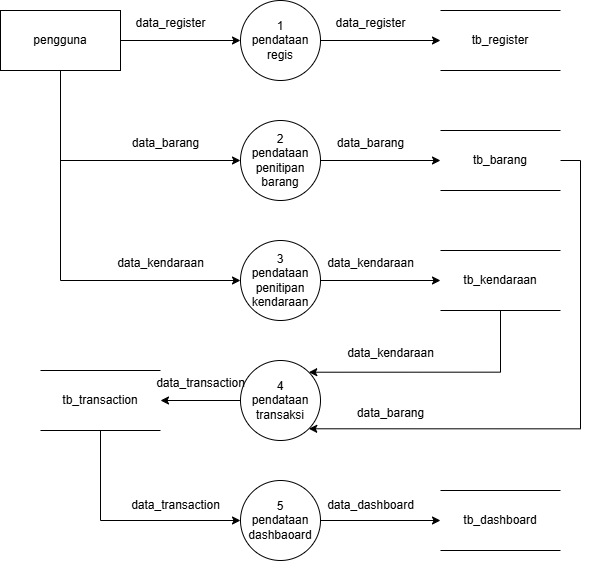 data_register
data_register
pengguna
1
pendataan
regis
tb_register
data_barang
data_barang
2
pendataan
penitipan
barang
tb_barang
data_kendaraan
data_kendaraan
3
pendataan
penitipan
kendaraan
tb_kendaraan
data_kendaraan
data_transaction
4
pendataan
transaksi
tb_transaction
data_barang
data_transaction
data_dashboard
5
pendataan
dashbaoard
tb_dashboard